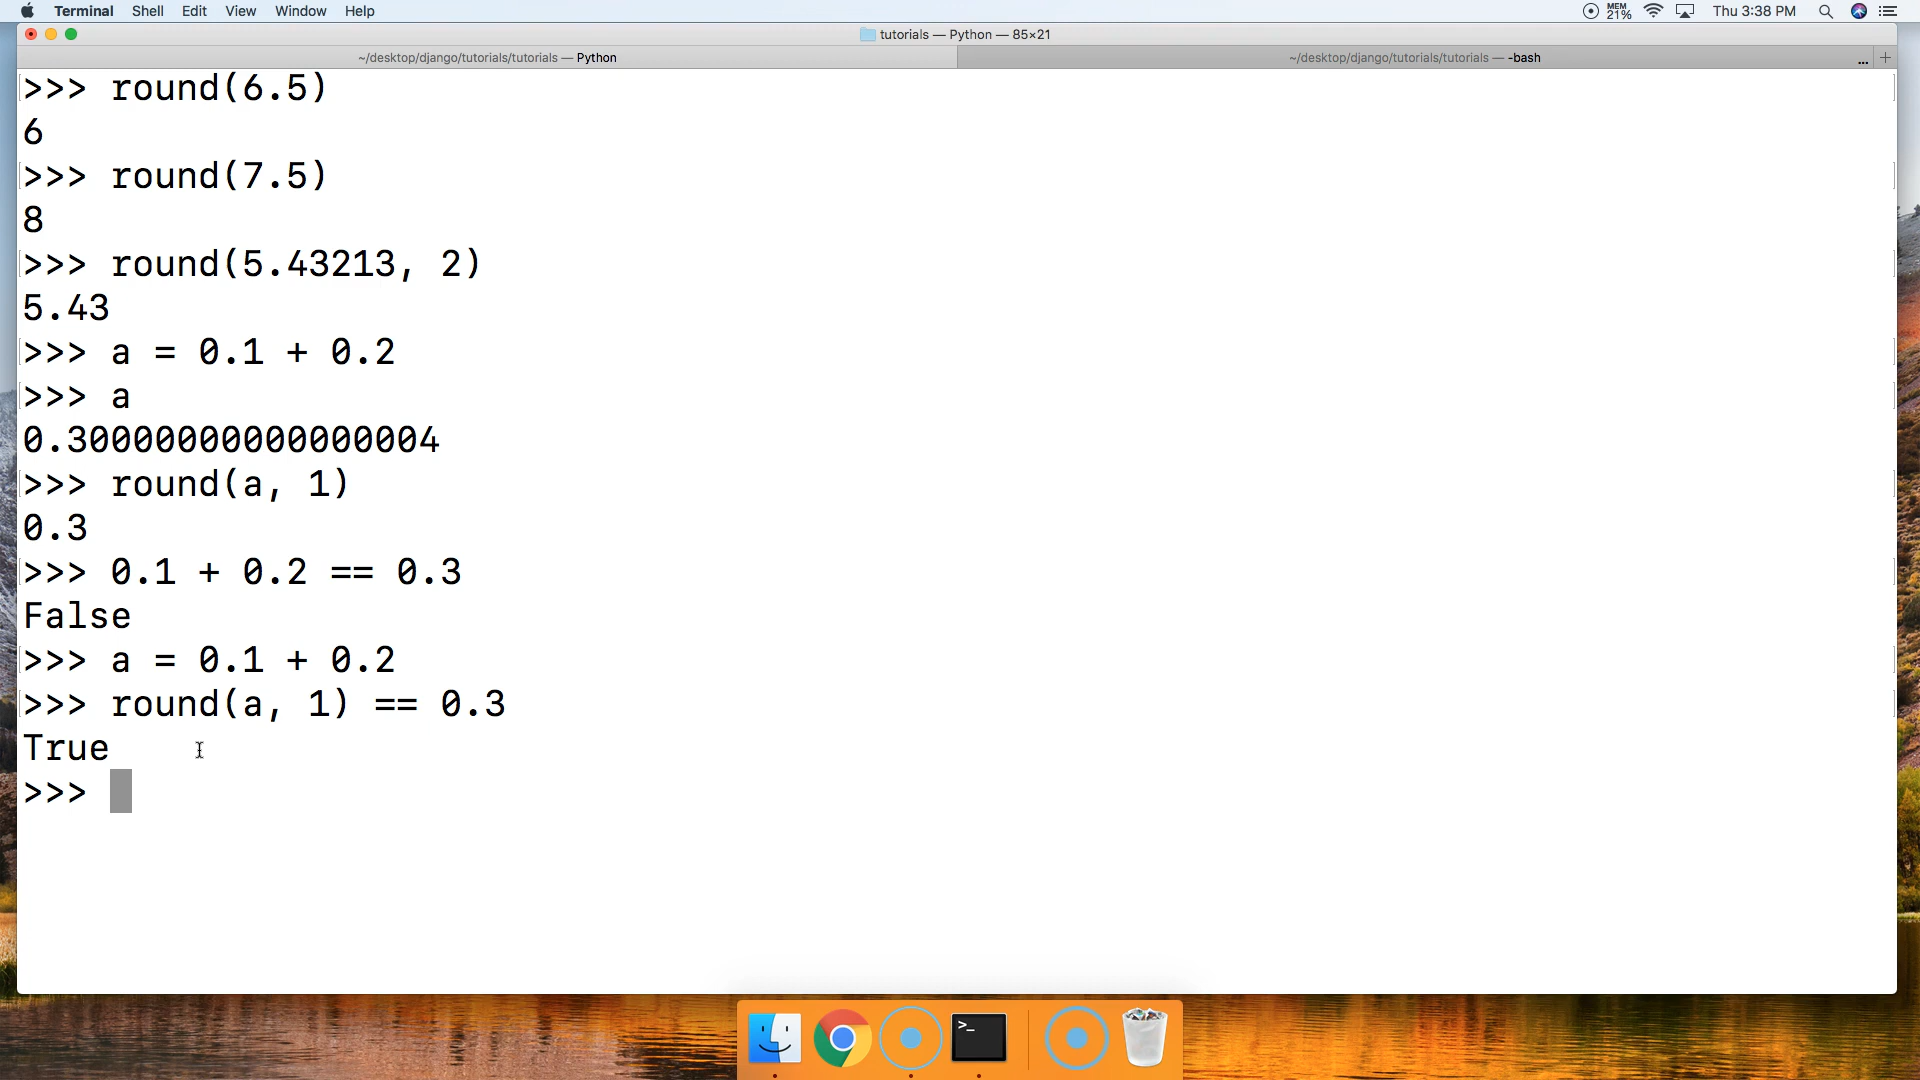 Terminal Shell Edit View Window Help MEM 21% Thu 3:38 PM
tutorials — Python — 85×21
~/desktop/django/tutorials/tutorials — Python ~/desktop/django/tutorials/tutorials — -bash ... +
>>> round(6.5)
6
>>> round(7.5)
8
>>> round(5.43213, 2)
5.43
>>> a = 0.1 + 0.2
>>> a
0.30000000000000004
>>> round(a, 1)
0.3
>>> 0.1 + 0.2 == 0.3
False
>>> a = 0.1 + 0.2
>>> round(a, 1) == 0.3
True
>>>
>_